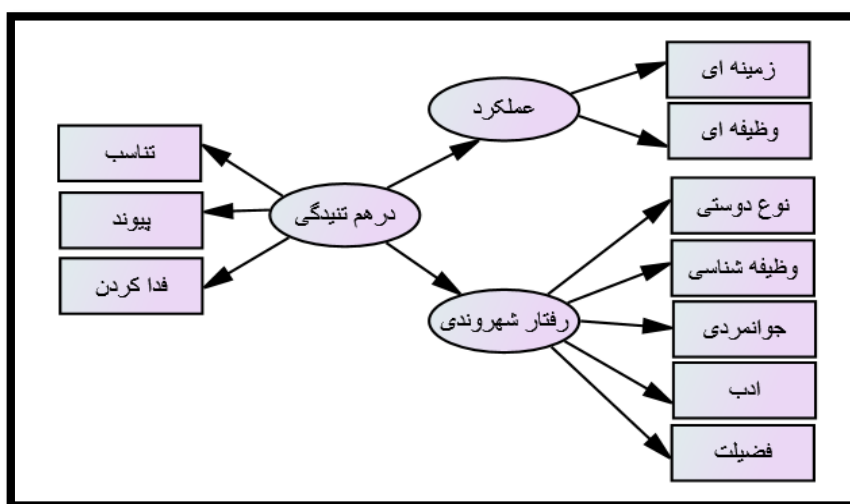 زمینه ای
عملکرد
وظیفه ای
تناسب
پیوند
درهم تنیدگی
فدا کردن
نوع دوستی
وظیفه شناسی
رفتار شهروندی
جوانمردی
ادب
فضیلت